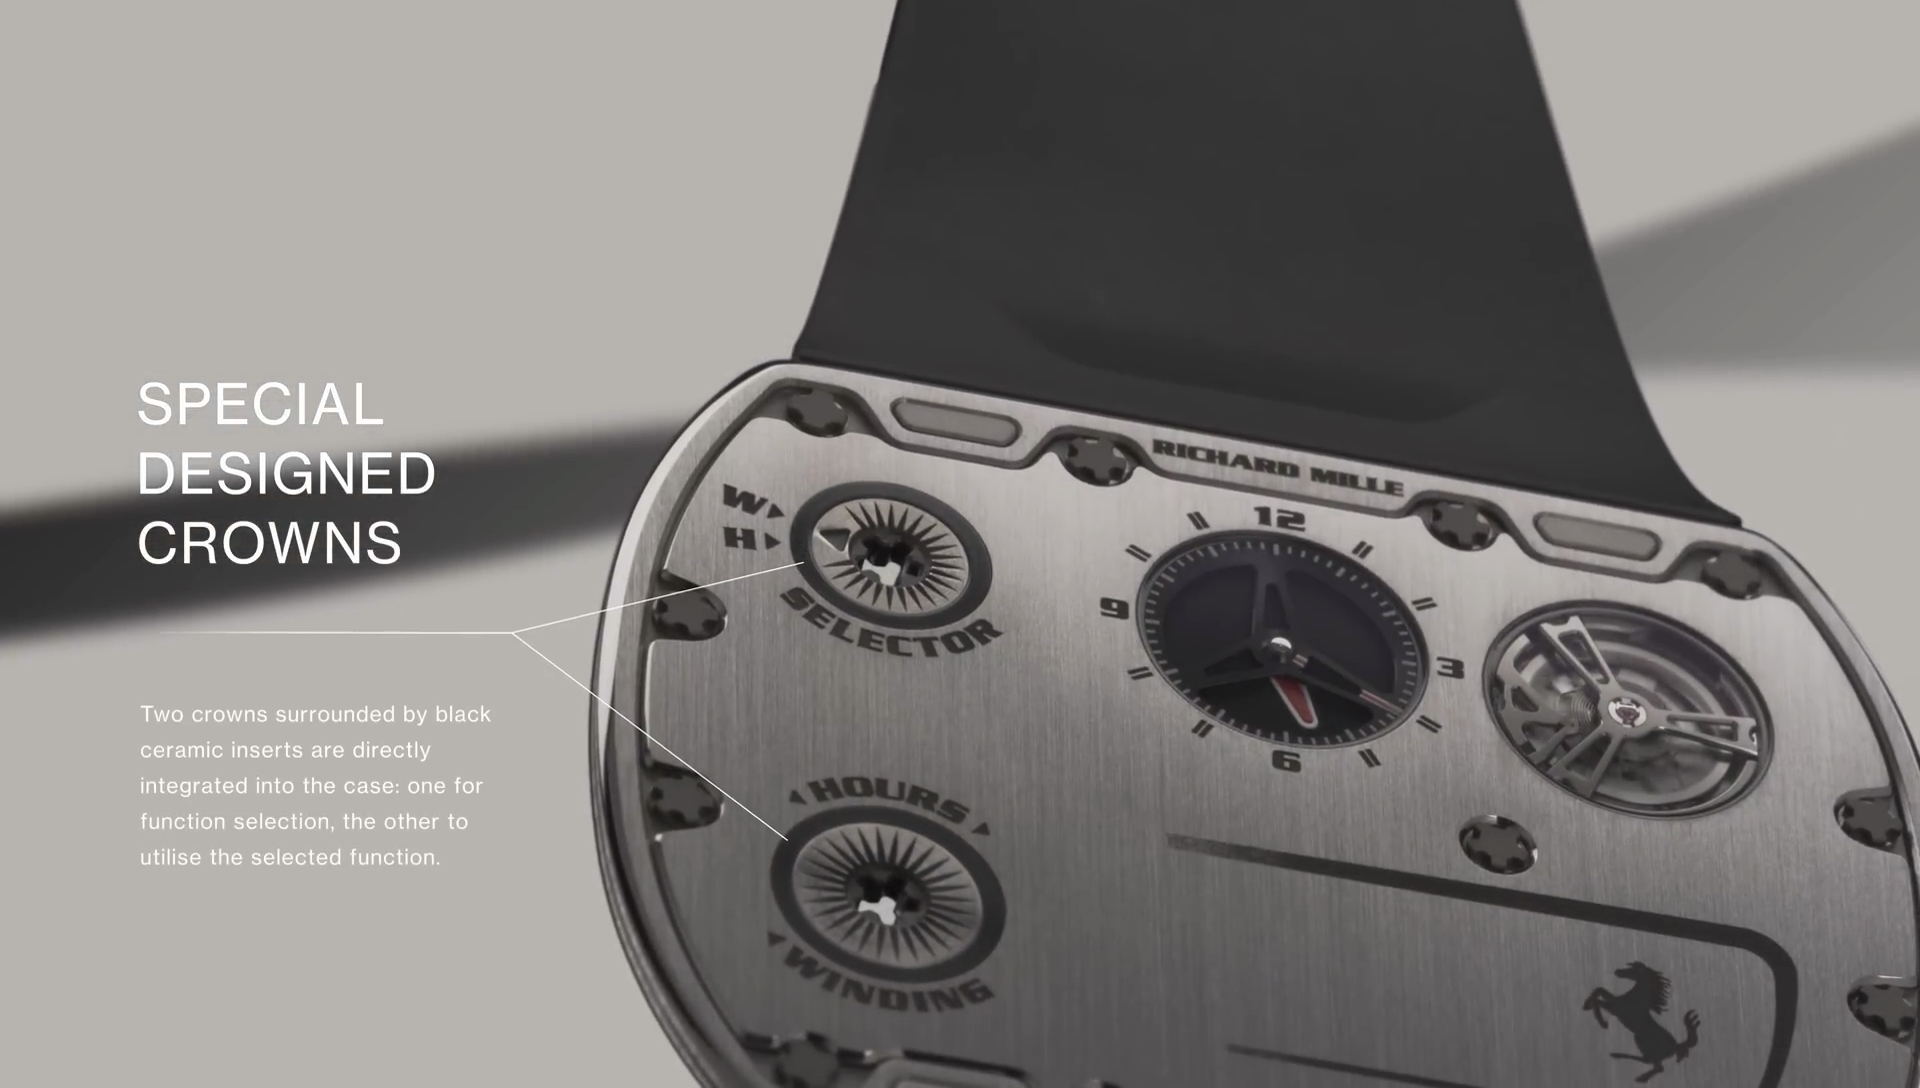 SPECIAL
DESIGNED
CROWNS
Two crowns surrounded by black
ceramic inserts are directly
integrated into the case: one for
function selection, the other to
utilise the selected function.
RICHARD MILLE
W
H
SELECTOR
12
9
3
6
HOURS
WINDING